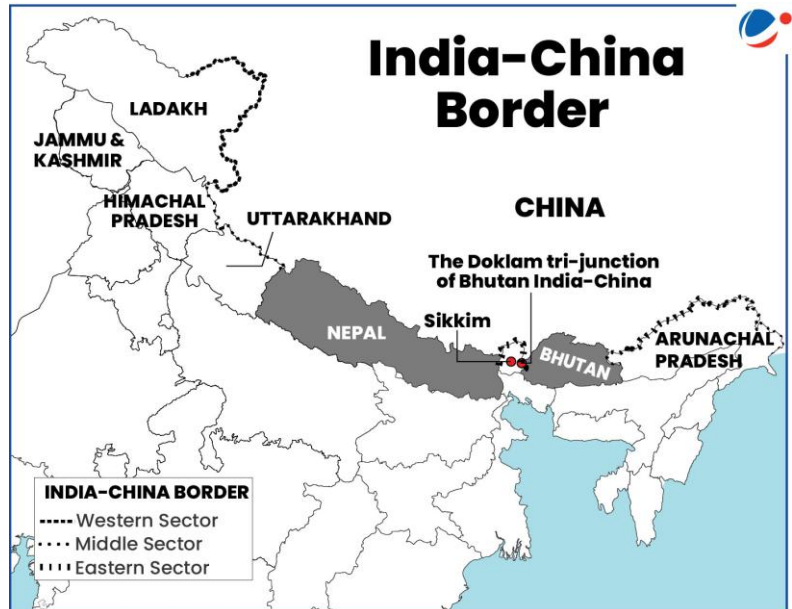 India-China
Border
LADAKH
JAMMU &
KASHMIR
HIMACHAL
PRADESH
UTTARAKHAND
CHINA
The Doklam tri-junction
of Bhutan India-China
Sikkim
NEPAL
BHUTAN
ARUNACHAL
PRADESH
INDIA-CHINA BORDER
Western Sector
Middle Sector
Eastern Sector